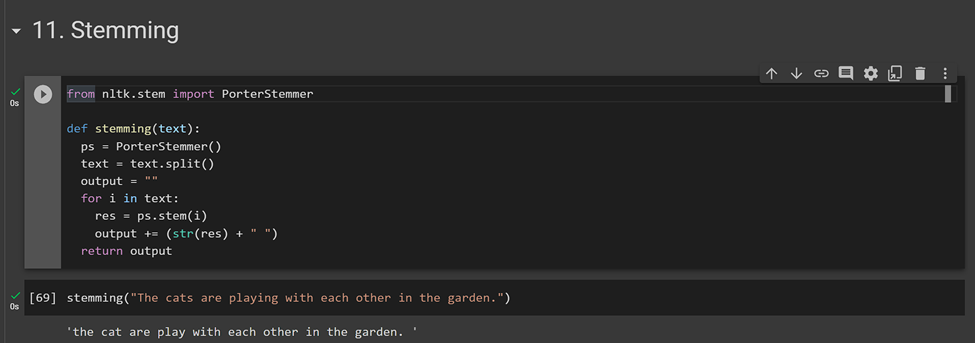 11. Stemming
0s
from nltk.stem import PorterStemmer
def stemming(text):
  ps = PorterStemmer()
  text = text.split()
  output = ""
  for i in text:
    res = ps.stem(i)
    output += (str(res) + " ")
  return output
0s
[69] stemming("The cats are playing with each other in the garden.")
'the cat are play with each other in the garden. '